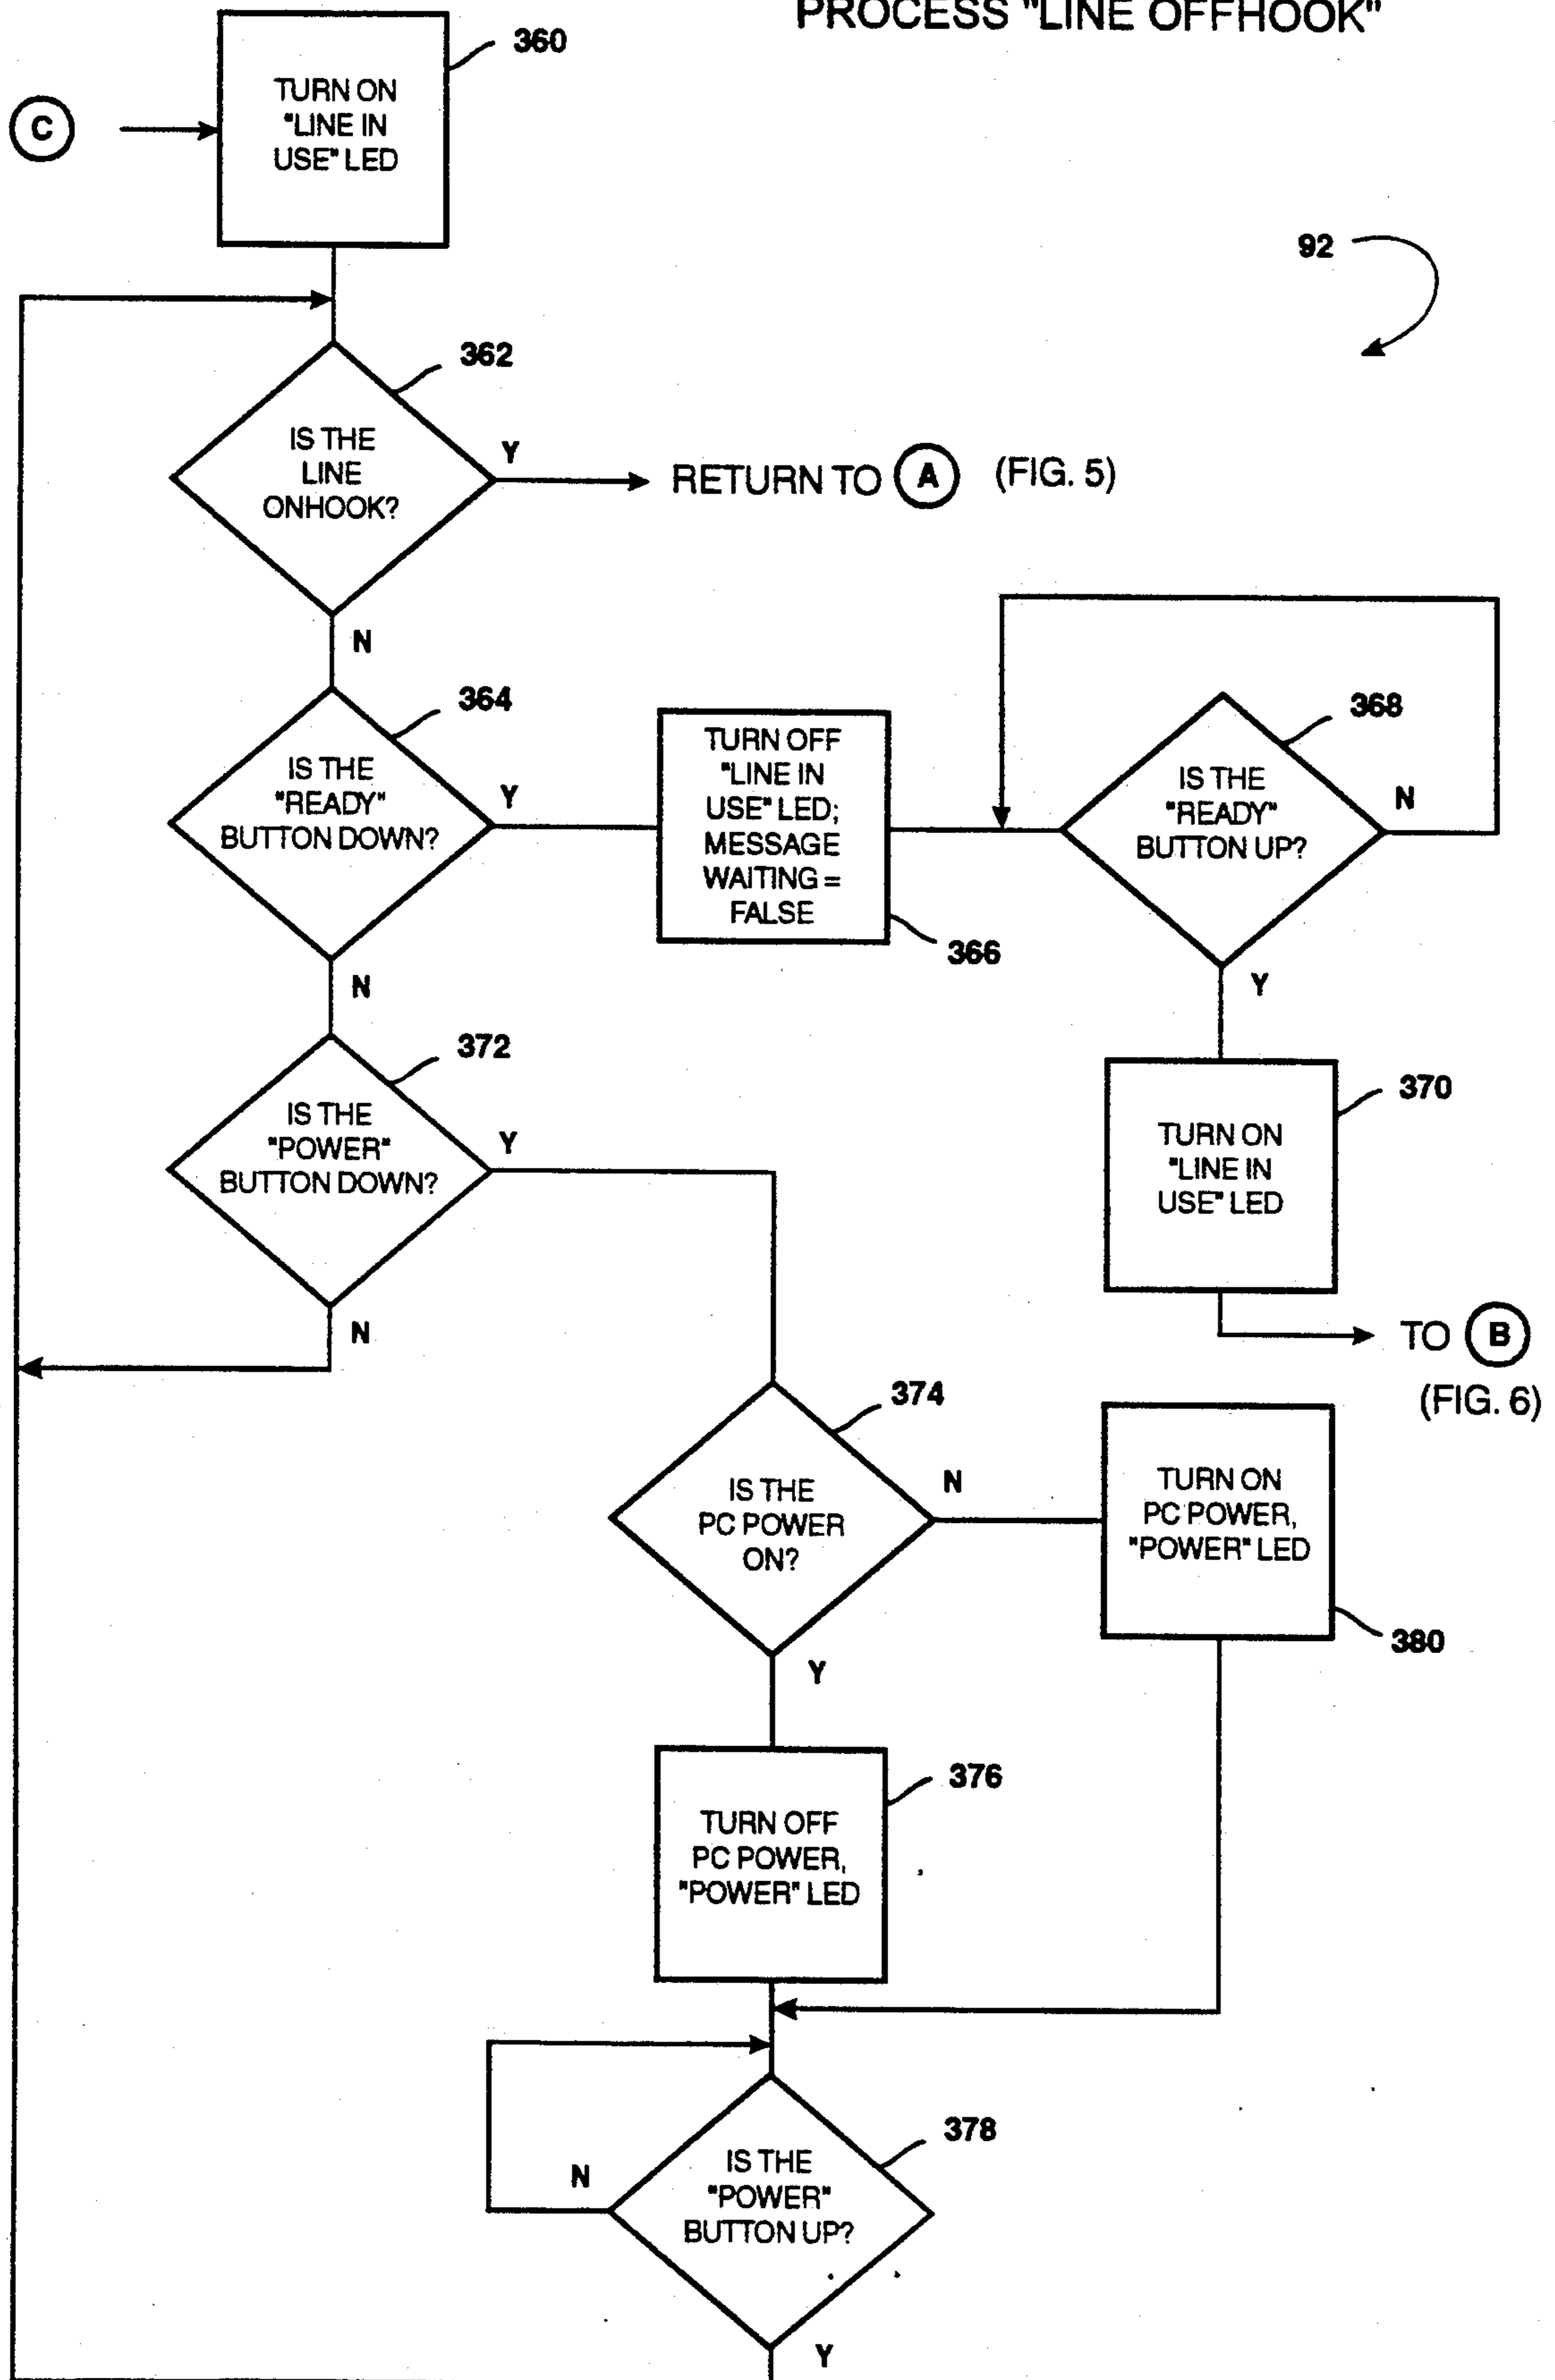 PROCESS "LINE OFFHOOK"
360
TURN ON
"LINE IN
USE" LED
C
92
362
IS THE
LINE
ONHOOK?
Y
RETURN TO A (FIG. 5)
N
364
IS THE
"READY"
BUTTON DOWN?
Y
TURN OFF
"LINE IN
USE" LED;
MESSAGE
WAITING =
FALSE
366
368
IS THE
"READY"
BUTTON UP?
N
Y
N
372
IS THE
"POWER"
BUTTON DOWN?
Y
N
370
TURN ON
"LINE IN
USE" LED
TO B
(FIG. 6)
374
IS THE
PC POWER
ON?
N
TURN ON
PC POWER,
"POWER" LED
380
Y
376
TURN OFF
PC POWER,
"POWER" LED
378
IS THE
"POWER"
BUTTON UP?
N
Y